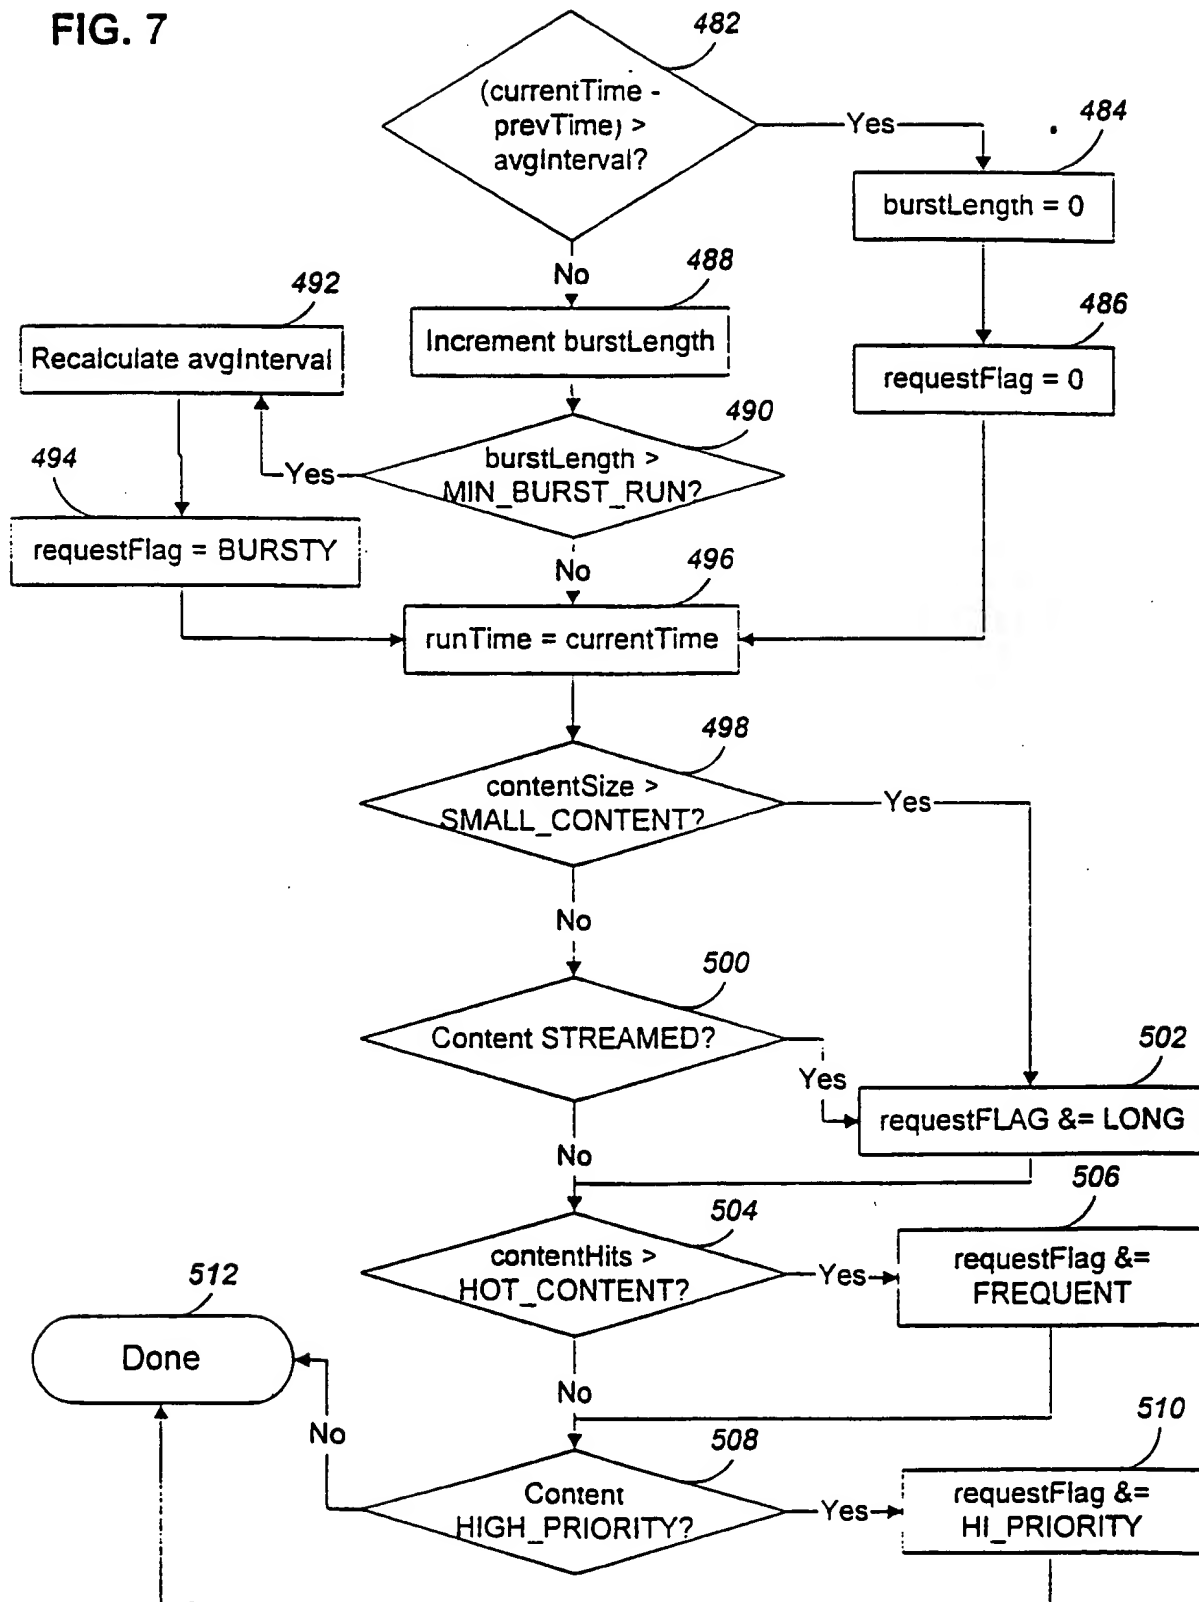 FIG. 7
482
(currentTime -
prevTime) >
avgInterval?
Yes
484
burstLength = 0
No
488
492
486
Recalculate avgInterval
Increment burstLength
requestFlag = 0
490
494
Yes
burstLength >
MIN_BURST_RUN?
requestFlag = BURSTY
No
496
runTime = currentTime
498
contentSize >
SMALL_CONTENT?
Yes
No
500
Content STREAMED?
Yes
502
requestFLAG &= LONG
No
504
506
contentHits >
HOT_CONTENT?
Yes
requestFlag &=
FREQUENT
512
Done
No
No
508
510
Content
HIGH_PRIORITY?
Yes
requestFlag &=
HI_PRIORITY